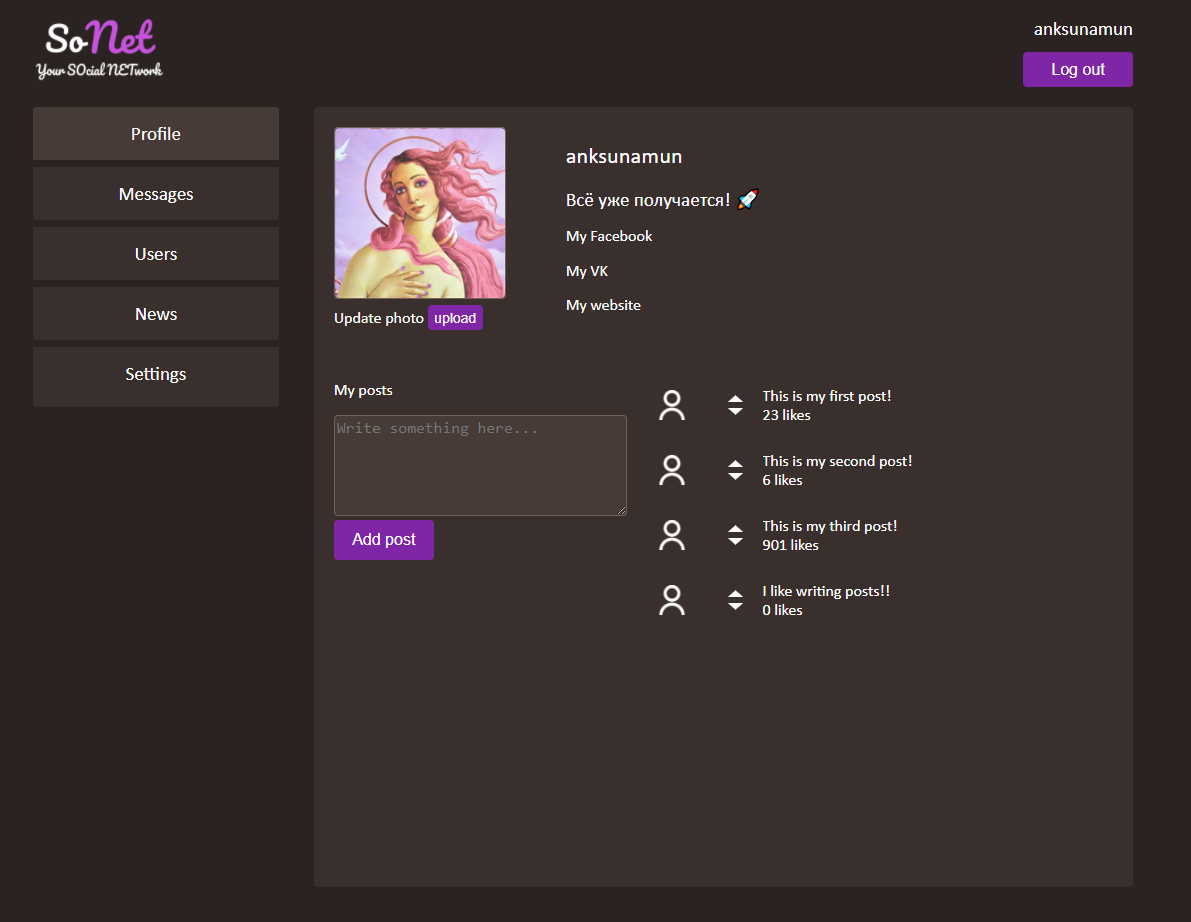 SoNet
Your SOcial NETwork
anksunamun
Log out
Profile
Messages
Users
News
Settings
anksunamun
Всё уже получается! 🚀
My Facebook
My VK
My website
Update photo upload
My posts
Write something here...
Add post
This is my first post!
23 likes
This is my second post!
6 likes
This is my third post!
901 likes
I like writing posts!!
0 likes